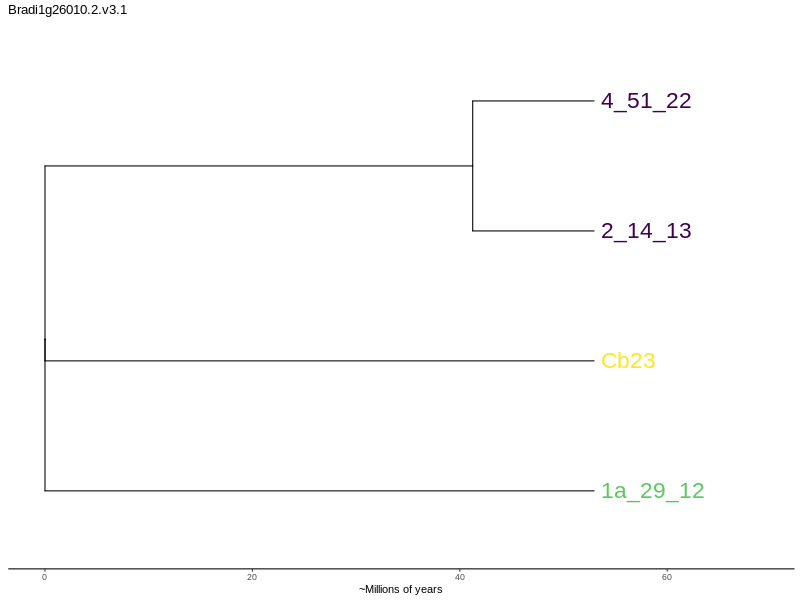 Bradi1g26010.2.v3.1
4_51_22
2_14_13
Cb23
1a_29_12
0 20 40 60
~Millions of years